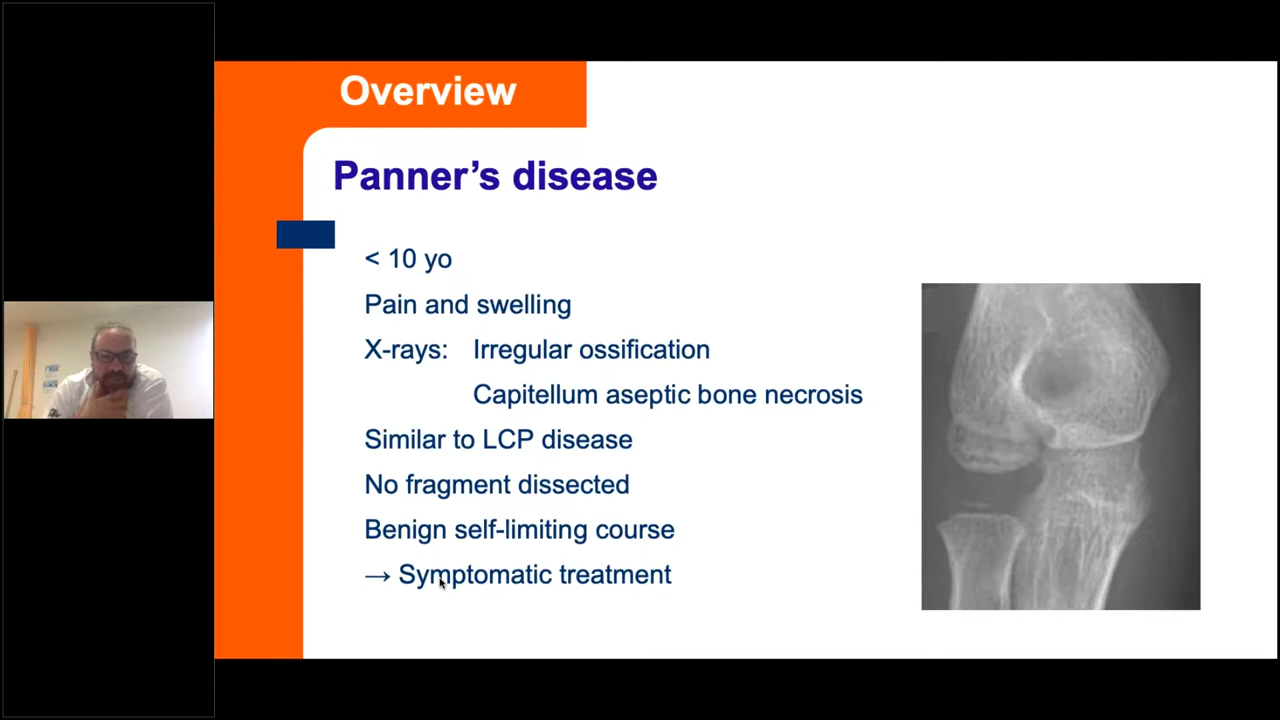 Overview
Panner’s disease
< 10 yo
Pain and swelling
X-rays: Irregular ossification
Capitellum aseptic bone necrosis
Similar to LCP disease
No fragment dissected
Benign self-limiting course
→ Symptomatic treatment